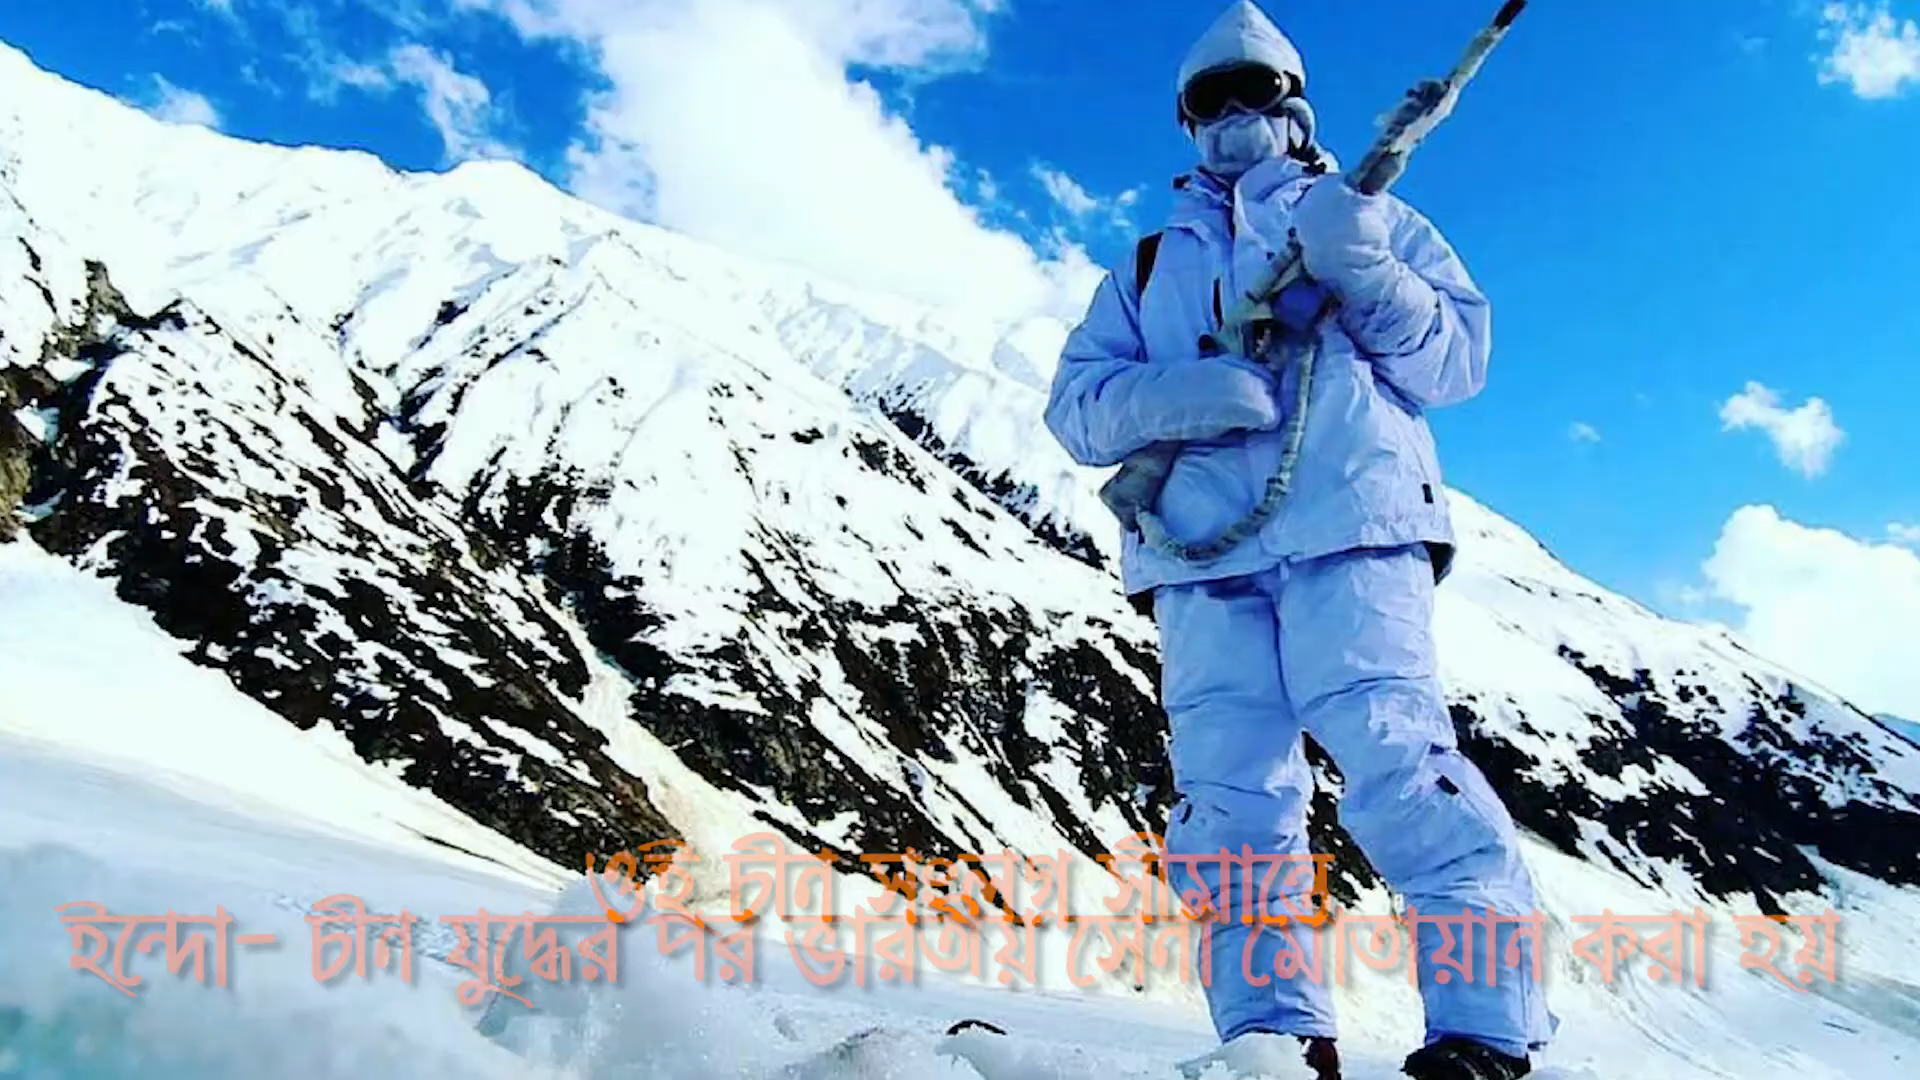 ওই চীন সংলগ্ন সীমান্তে
ইন্দো- চীন যুদ্ধের পর ভারতীয় সেনা মোতায়ান করা হয়